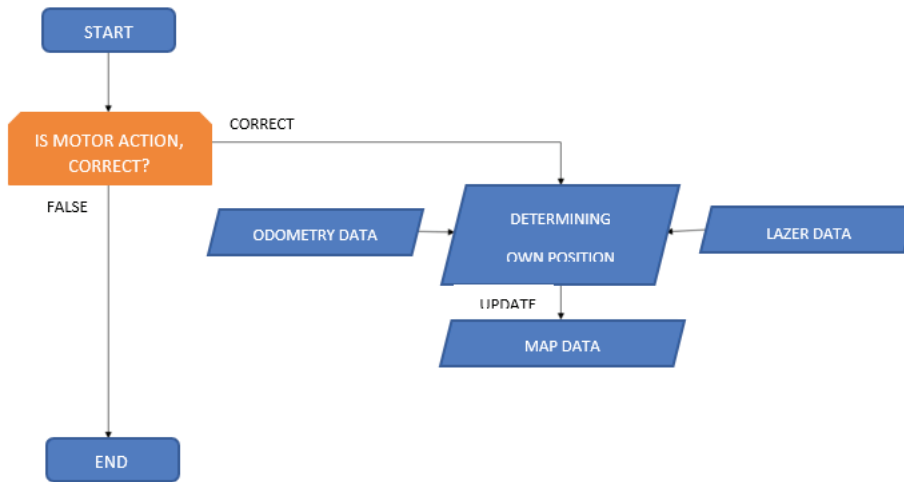 START
IS MOTOR ACTION,
CORRECT?
CORRECT
FALSE
ODOMETRY DATA
DETERMINING
OWN POSITION
LAZER DATA
UPDATE
MAP DATA
END